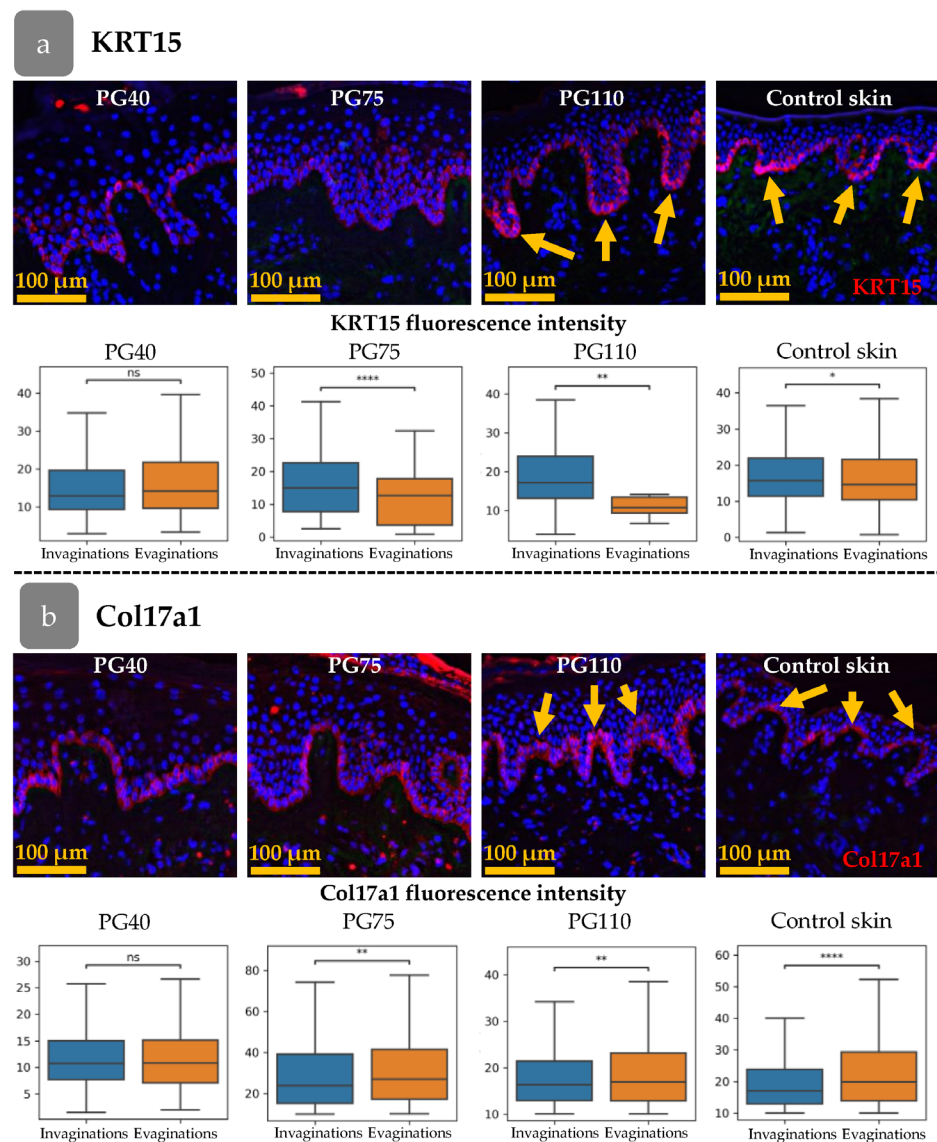 a KRT15
PG40 PG75 PG110 Control skin
100 µm 100 µm 100 µm 100 µm KRT15
KRT15 fluorescence intensity
PG40 PG75 PG110 Control skin
ns **** ** *
40 50 40 40
30 40 30 30
20 30 20 20
10 20 10 10
10 0
0
Invaginations Evaginations Invaginations Evaginations Invaginations Evaginations Invaginations Evaginations
b Col17a1
PG40 PG75 PG110 Control skin
100 µm 100 µm 100 µm 100 µm Col17a1
Col17a1 fluorescence intensity
PG40 PG75 PG110 Control skin
ns ** ** ****
30 80 40 60
25 60 30 50
20 40 20 40
15 20 10 30
10 20
5 10
Invaginations Evaginations Invaginations Evaginations Invaginations Evaginations Invaginations Evaginations